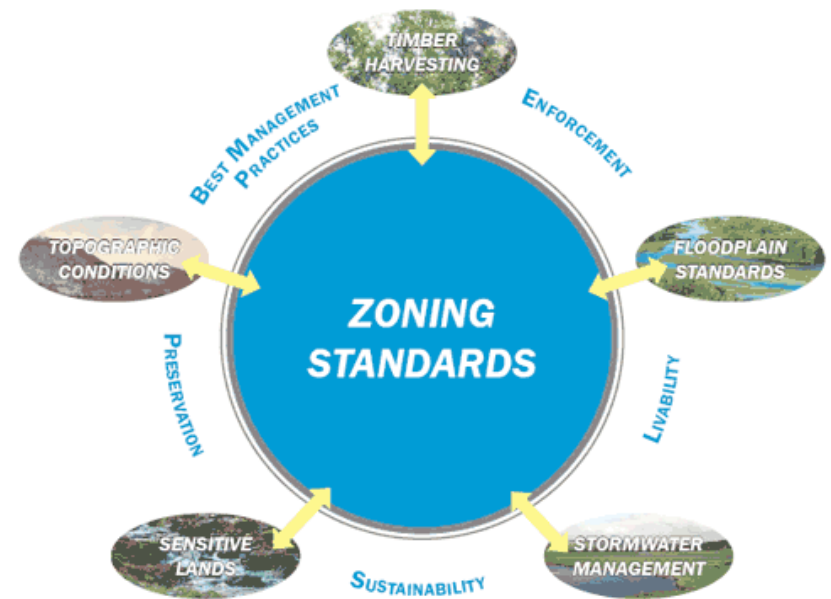 TIMBER
HARVESTING
BEST MANAGEMENT
PRACTICES
ENFORCEMENT
TOPOGRAPHIC
CONDITIONS
FLOODPLAIN
STANDARDS
ZONING
STANDARDS
PRESERVATION
LIVABILITY
SENSITIVE
LANDS
STORMWATER
MANAGEMENT
SUSTAINABILITY